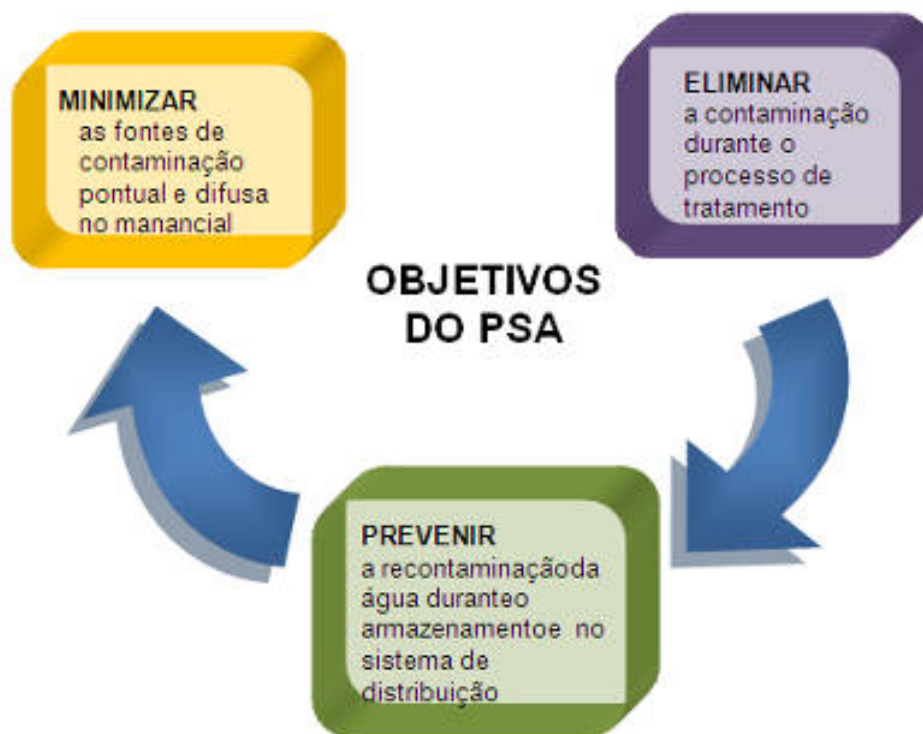 MINIMIZAR
as fontes de
contaminação
pontual e difusa
no manancial
ELIMINAR
a contaminação
durante o
processo de
tratamento
OBJETIVOS
DO PSA
PREVENIR
a recontaminaçãoda
água duranteo
armazenamentoe no
sistema de
distribuição